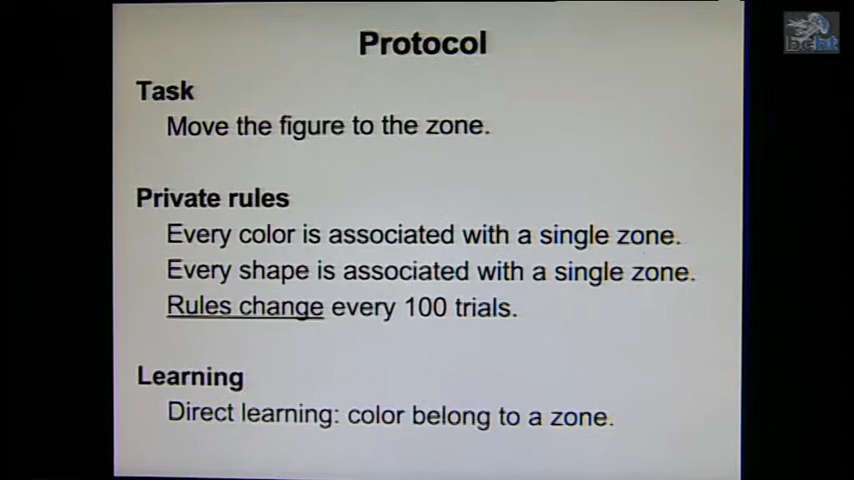 Protocol
Task
Move the figure to the zone.
Private rules
Every color is associated with a single zone.
Every shape is associated with a single zone.
Rules change every 100 trials.
Learning
Direct learning: color belong to a zone.